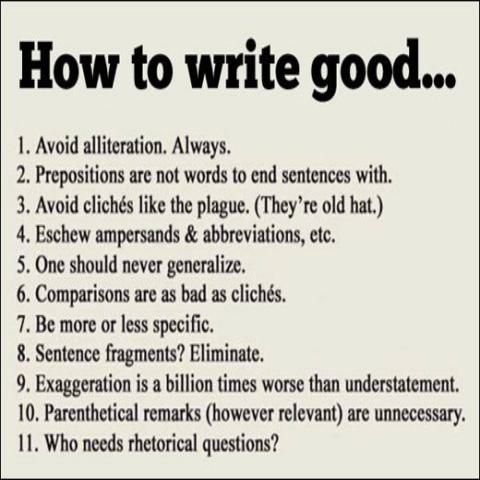 How to write good...
1. Avoid alliteration. Always.
2. Prepositions are not words to end sentences with.
3. Avoid clichés like the plague. (They’re old hat.)
4. Eschew ampersands & abbreviations, etc.
5. One should never generalize.
6. Comparisons are as bad as clichés.
7. Be more or less specific.
8. Sentence fragments? Eliminate.
9. Exaggeration is a billion times worse than understatement.
10. Parenthetical remarks (however relevant) are unnecessary.
11. Who needs rhetorical questions?